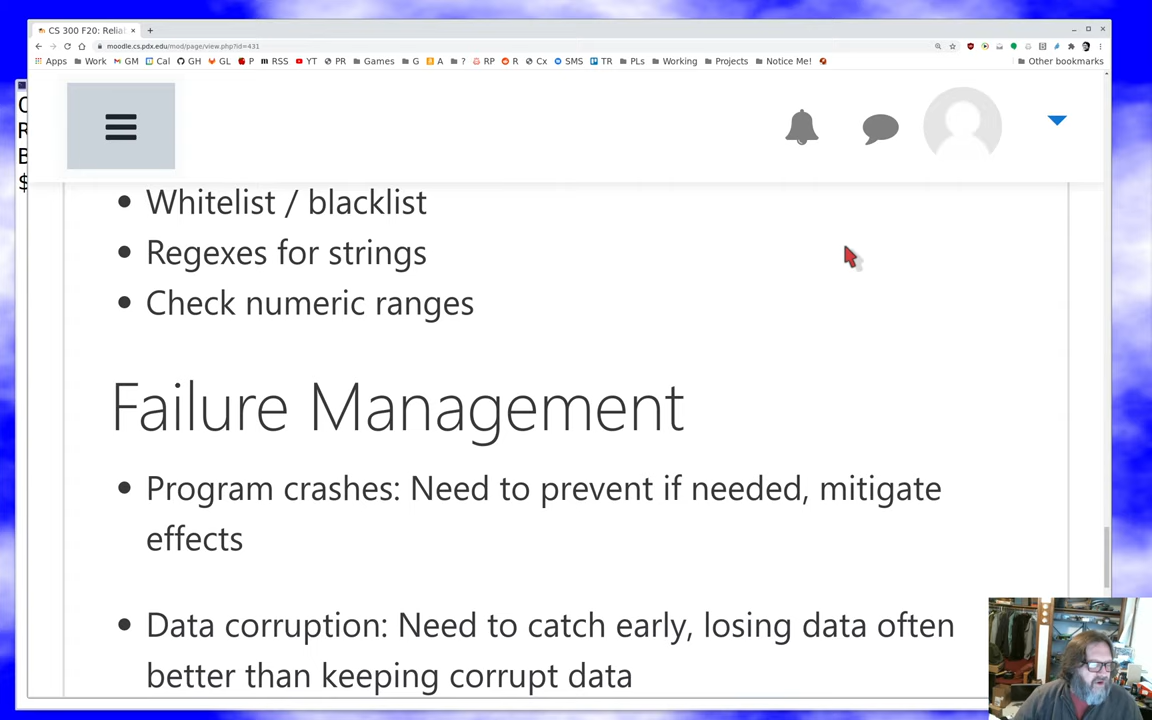 CS 300 F20: Relial
moodle.cs.pdx.edu/mod/page/view.php?id=431
Apps Work GM Cal GH GL P RSS YT PR Games G A ? RP R Cx SMS TR PLs Working Projects Notice Me! Other bookmarks
Whitelist / blacklist
Regexes for strings
Check numeric ranges
Failure Management
Program crashes: Need to prevent if needed, mitigate
effects
Data corruption: Need to catch early, losing data often
better than keeping corrupt data